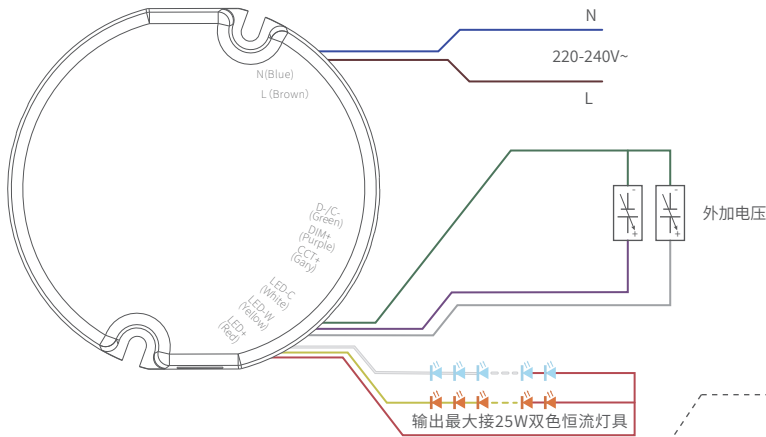 N
220-240V~
L
N(Blue)
L (Brown)
D-/C-
(Green)
DIM+
(Purple)
CCT+
(Gary)
LED-C
(White)
LED-W
(Yellow)
LED+
(Red)
- -
+ +
外加电压
输出最大接25W双色恒流灯具